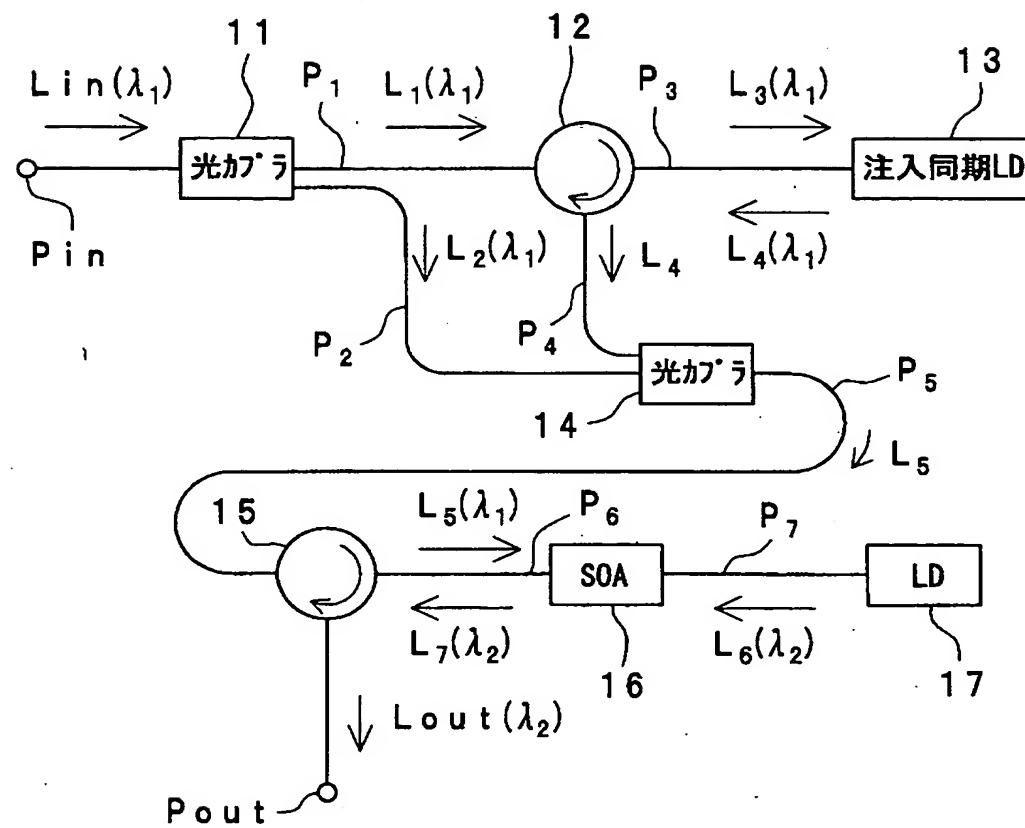 11
12
13
Lin(λ₁)
P₁
L₁(λ₁)
P₃
L₃(λ₁)
光ｶﾌﾟﾗ
注入同期LD
Pin
L₂(λ₁)
L₄
L₄(λ₁)
P₂
P₄
光ｶﾌﾟﾗ
P₅
14
L₅
15
L₅(λ₁)
P₆
P₇
SOA
LD
L₇(λ₂)
L₆(λ₂)
16
17
Lout(λ₂)
Pout